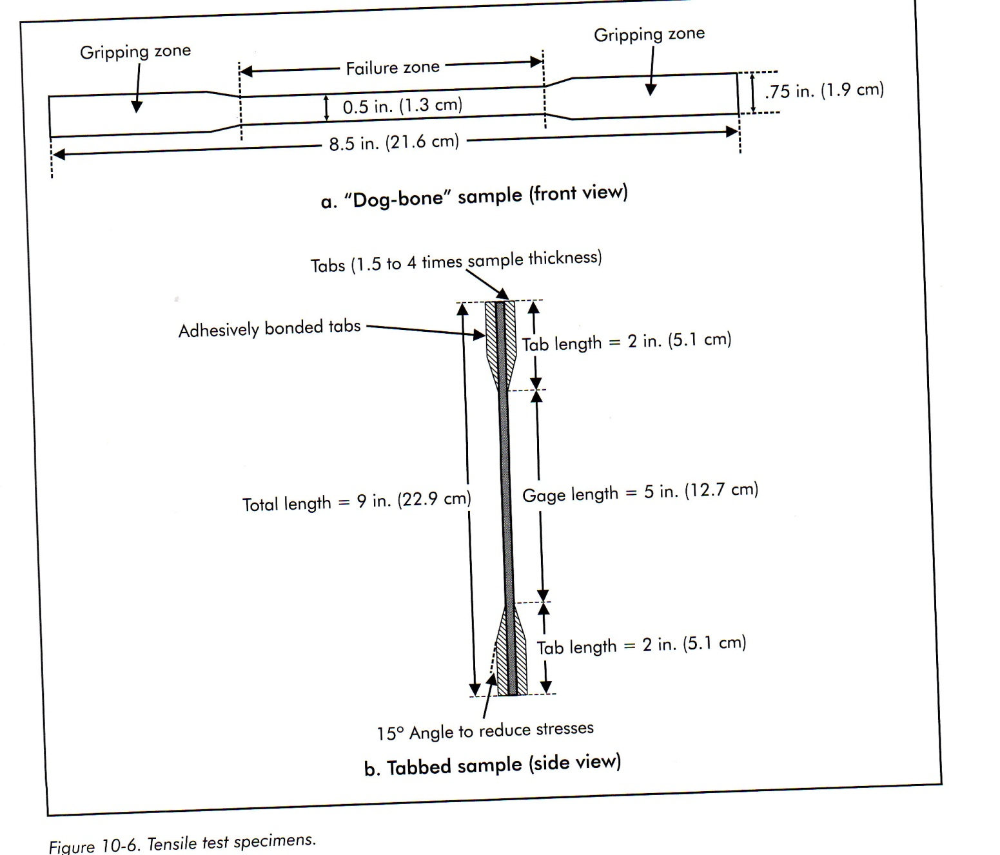 Gripping zone
Gripping zone
Failure zone
0.5 in. (1.3 cm)
.75 in. (1.9 cm)
8.5 in. (21.6 cm)
a. “Dog-bone” sample (front view)
Tabs (1.5 to 4 times sample thickness)
Adhesively bonded tabs
Tab length = 2 in. (5.1 cm)
Total length = 9 in. (22.9 cm)
Gage length = 5 in. (12.7 cm)
Tab length = 2 in. (5.1 cm)
15º Angle to reduce stresses
b. Tabbed sample (side view)
Figure 10-6. Tensile test specimens.